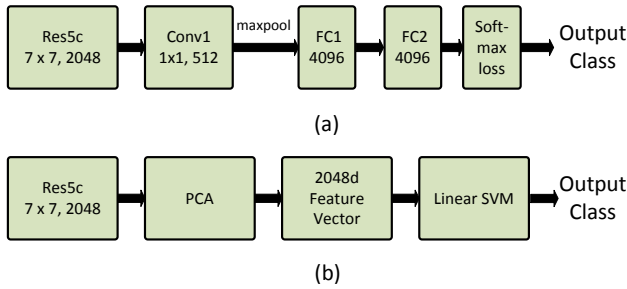 Res5c
7 x 7, 2048
Conv1
1x1, 512
maxpool
FC1
4096
FC2
4096
Soft-
max
loss
Output
Class
(a)
Res5c
7 x 7, 2048
PCA
2048d
Feature
Vector
Linear SVM
Output
Class
(b)